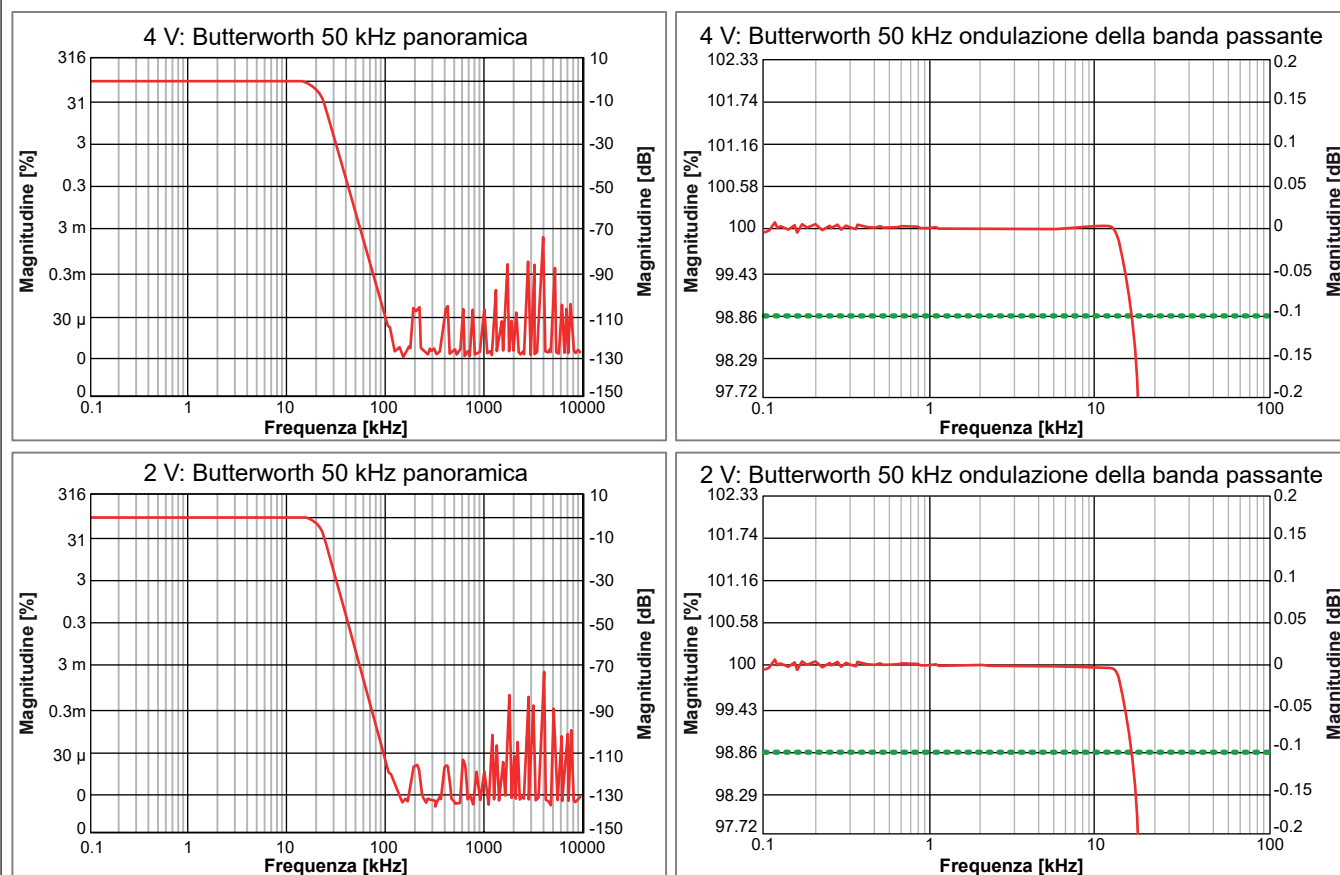 4 V: Butterworth 50 kHz panoramica
Magnitudine [%]
316
31
3
0.3
3 m
0.3m
30 µ
0
0
10
-10
-30
-50
-70
-90
-110
-130
-150
Magnitudine [dB]
0.1 1 10 100 1000 10000
Frequenza [kHz]
4 V: Butterworth 50 kHz ondulazione della banda passante
Magnitudine [%]
102.33
101.74
101.16
100.58
100
99.43
98.86
98.29
97.72
0.2
0.15
0.1
0.05
0
-0.05
-0.1
-0.15
-0.2
Magnitudine [dB]
0.1 1 10 100
Frequenza [kHz]
2 V: Butterworth 50 kHz panoramica
Magnitudine [%]
316
31
3
0.3
3 m
0.3m
30 µ
0
0
10
-10
-30
-50
-70
-90
-110
-130
-150
Magnitudine [dB]
0.1 1 10 100 1000 10000
Frequenza [kHz]
2 V: Butterworth 50 kHz ondulazione della banda passante
Magnitudine [%]
102.33
101.74
101.16
100.58
100
99.43
98.86
98.29
97.72
0.2
0.15
0.1
0.05
0
-0.05
-0.1
-0.15
-0.2
Magnitudine [dB]
0.1 1 10 100
Frequenza [kHz]